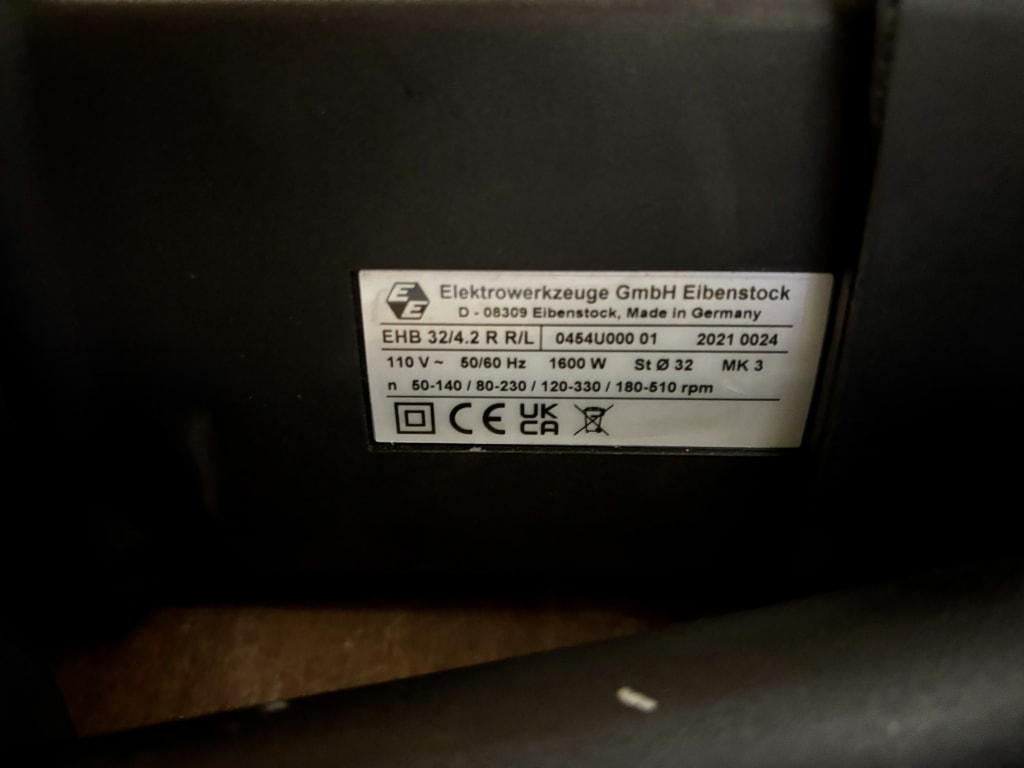 EE Elektrowerkzeuge GmbH Eibenstock
D - 08309 Eibenstock, Made in Germany
EHB 32/4.2 R R/L 0454U000 01 2021 0024
110 V ~ 50/60 Hz 1600 W St Ø 32 MK 3
n 50-140 / 80-230 / 120-330 / 180-510 rpm
CE UK CA